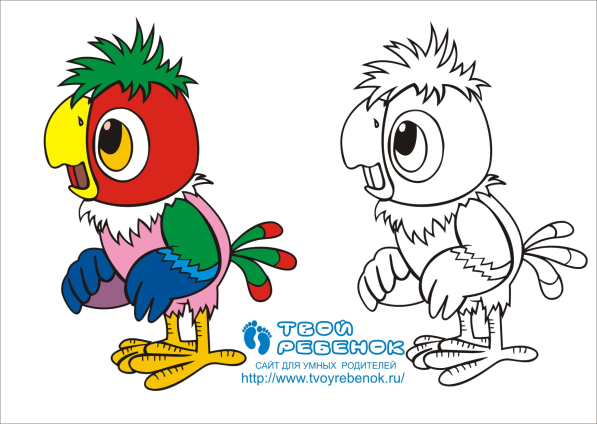 ТВОЙ
РЕБЕНОК
САЙТ ДЛЯ УМНЫХ РОДИТЕЛЕЙ
http://www.tvoyrebenok.ru/